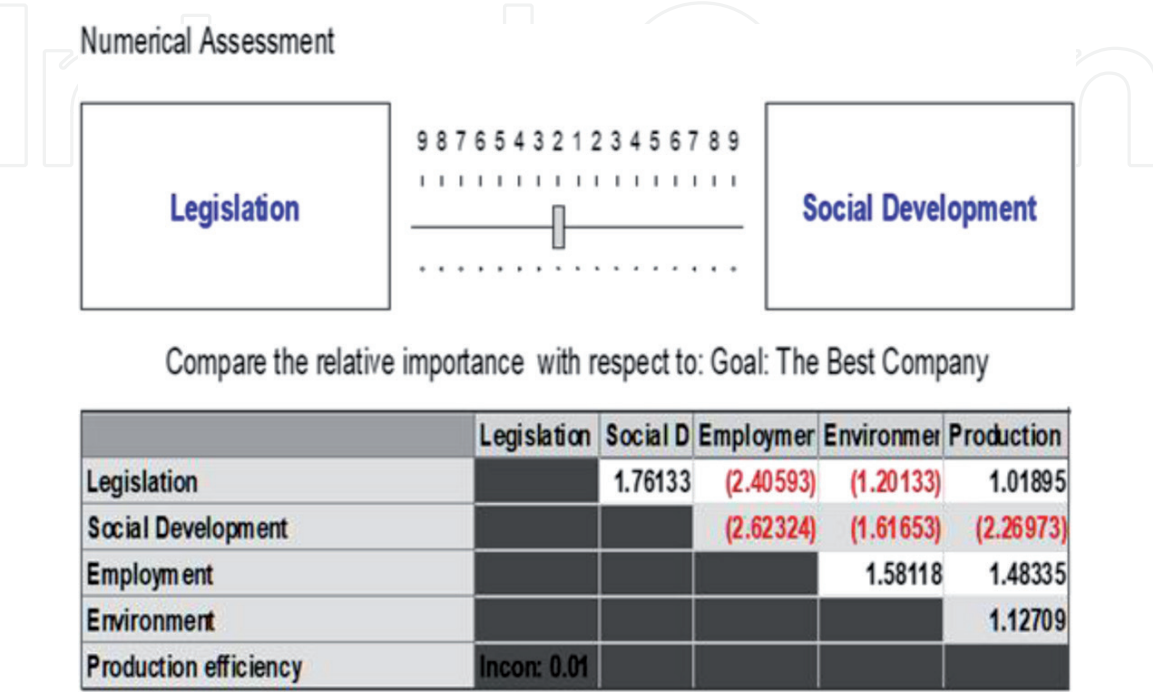 Numerical Assessment
9 8 7 6 5 4 3 2 1 2 3 4 5 6 7 8 9
Legislation
Social Development
Compare the relative importance with respect to: Goal: The Best Company
Legislation Social D Employmer Environmer Production
Legislation 1.76133 (2.40593) (1.20133) 1.01895
Social Development (2.62324) (1.61653) (2.26973)
Employment 1.58118 1.48335
Environment 1.12709
Production efficiency Incon: 0.01